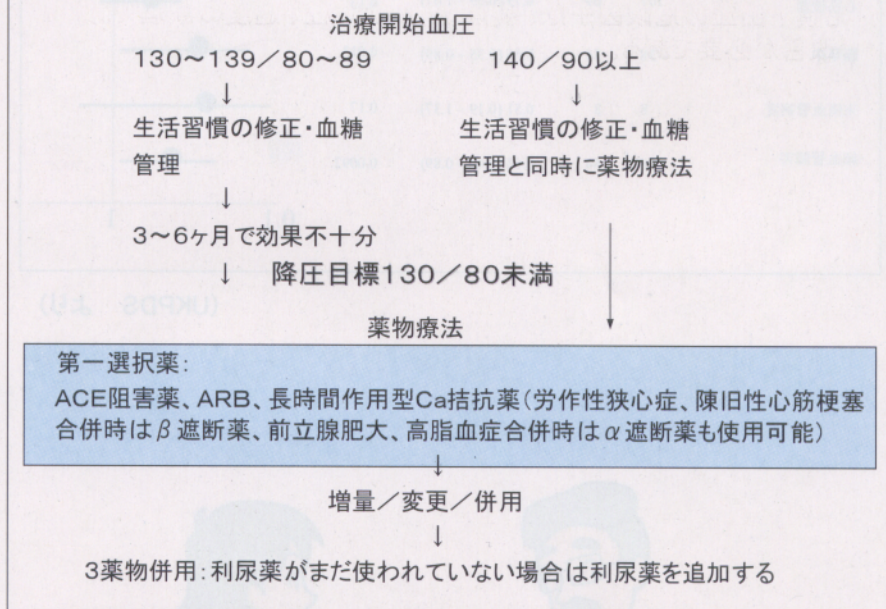 治療開始血圧
130〜139／80〜89
140／90以上
↓
↓
生活習慣の修正・血糖
管理
生活習慣の修正・血糖
管理と同時に薬物療法
↓
3〜6ヶ月で効果不十分
↓
降圧目標130／80未満
薬物療法
第一選択薬：
ACE阻害薬、ARB、長時間作用型Ca拮抗薬（労作性狭心症、陳旧性心筋梗塞
合併時はβ遮断薬、前立腺肥大、高脂血症合併時はα遮断薬も使用可能）
↓
増量／変更／併用
↓
3薬物併用：利尿薬がまだ使われていない場合は利尿薬を追加する